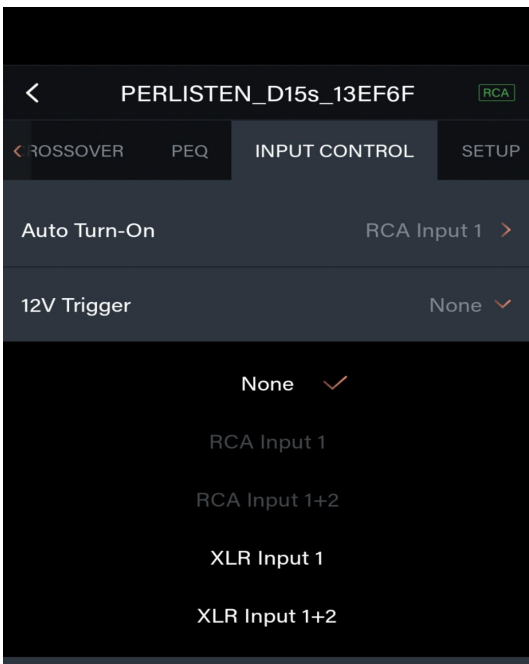 PERLISTEN_D15s_13EF6F RCA
ROSSOVER PEQ INPUT CONTROL SETUP
Auto Turn-On RCA Input 1
12V Trigger None
None
RCA Input 1
RCA Input 1+2
XLR Input 1
XLR Input 1+2